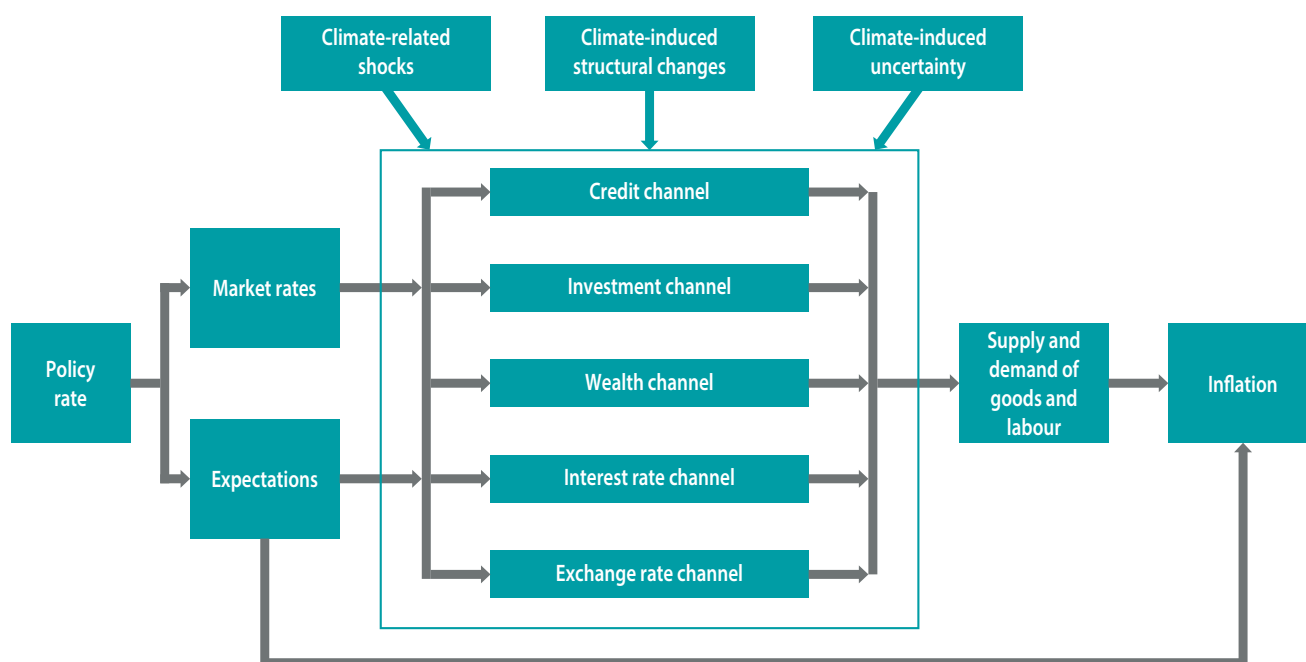 Climate-related
shocks
Climate-induced
structural changes
Climate-induced
uncertainty
Credit channel
Market rates
Investment channel
Policy
rate
Wealth channel
Supply and
demand of
goods and
labour
Inflation
Expectations
Interest rate channel
Exchange rate channel